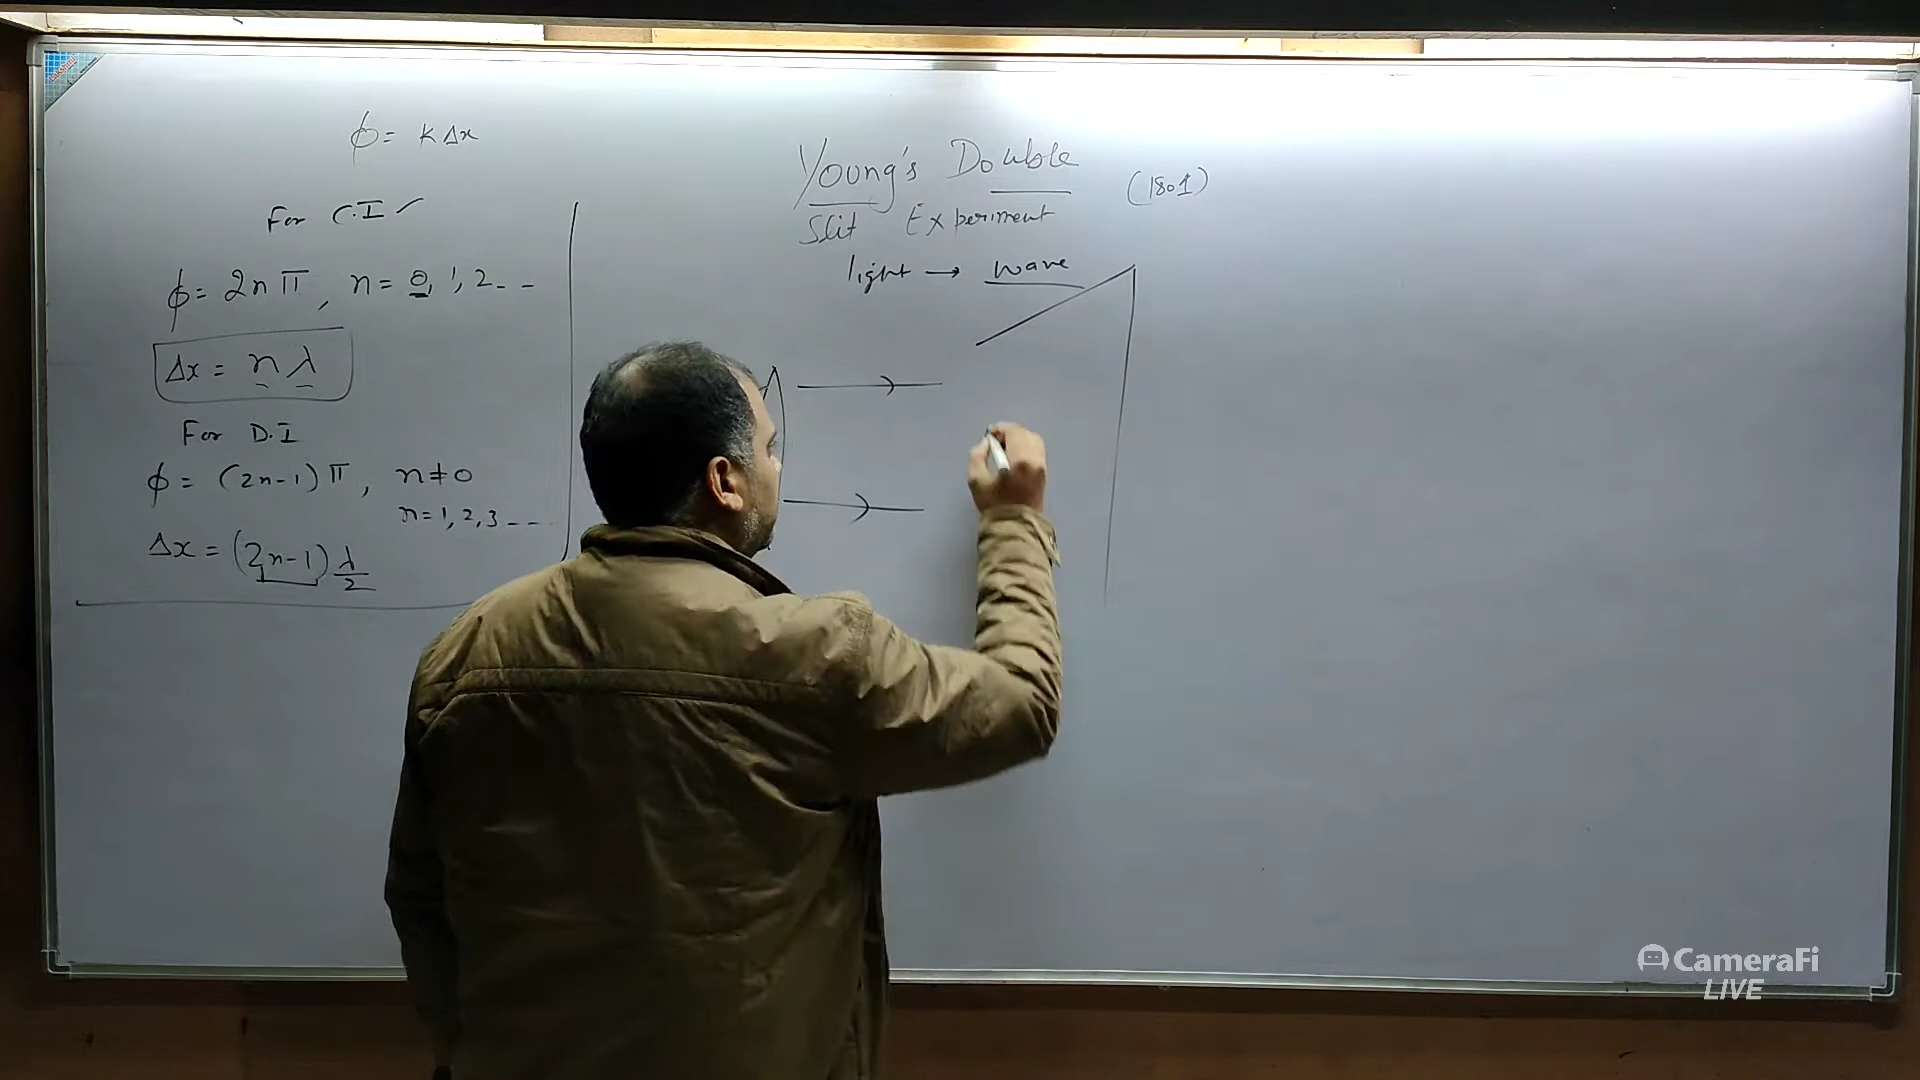 ϕ = K Δx
For C.I ✓
ϕ = 2nπ, n = 0, 1, 2 - -
Δx = nλ
For D.I
ϕ = (2n-1)π, n ≠ 0
n = 1, 2, 3 - - -
Δx = (2n-1) λ/2
Young's Double
(1801)
Slit Experiment
light → wave
CameraFi
LIVE